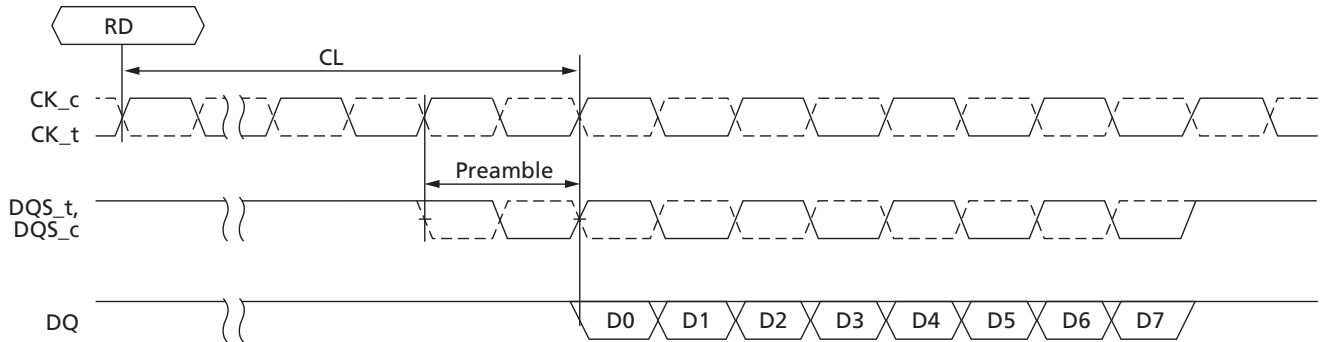 RD
CL
CK_c
CK_t
Preamble
DQS_t,
DQS_c
DQ
D0 D1 D2 D3 D4 D5 D6 D7